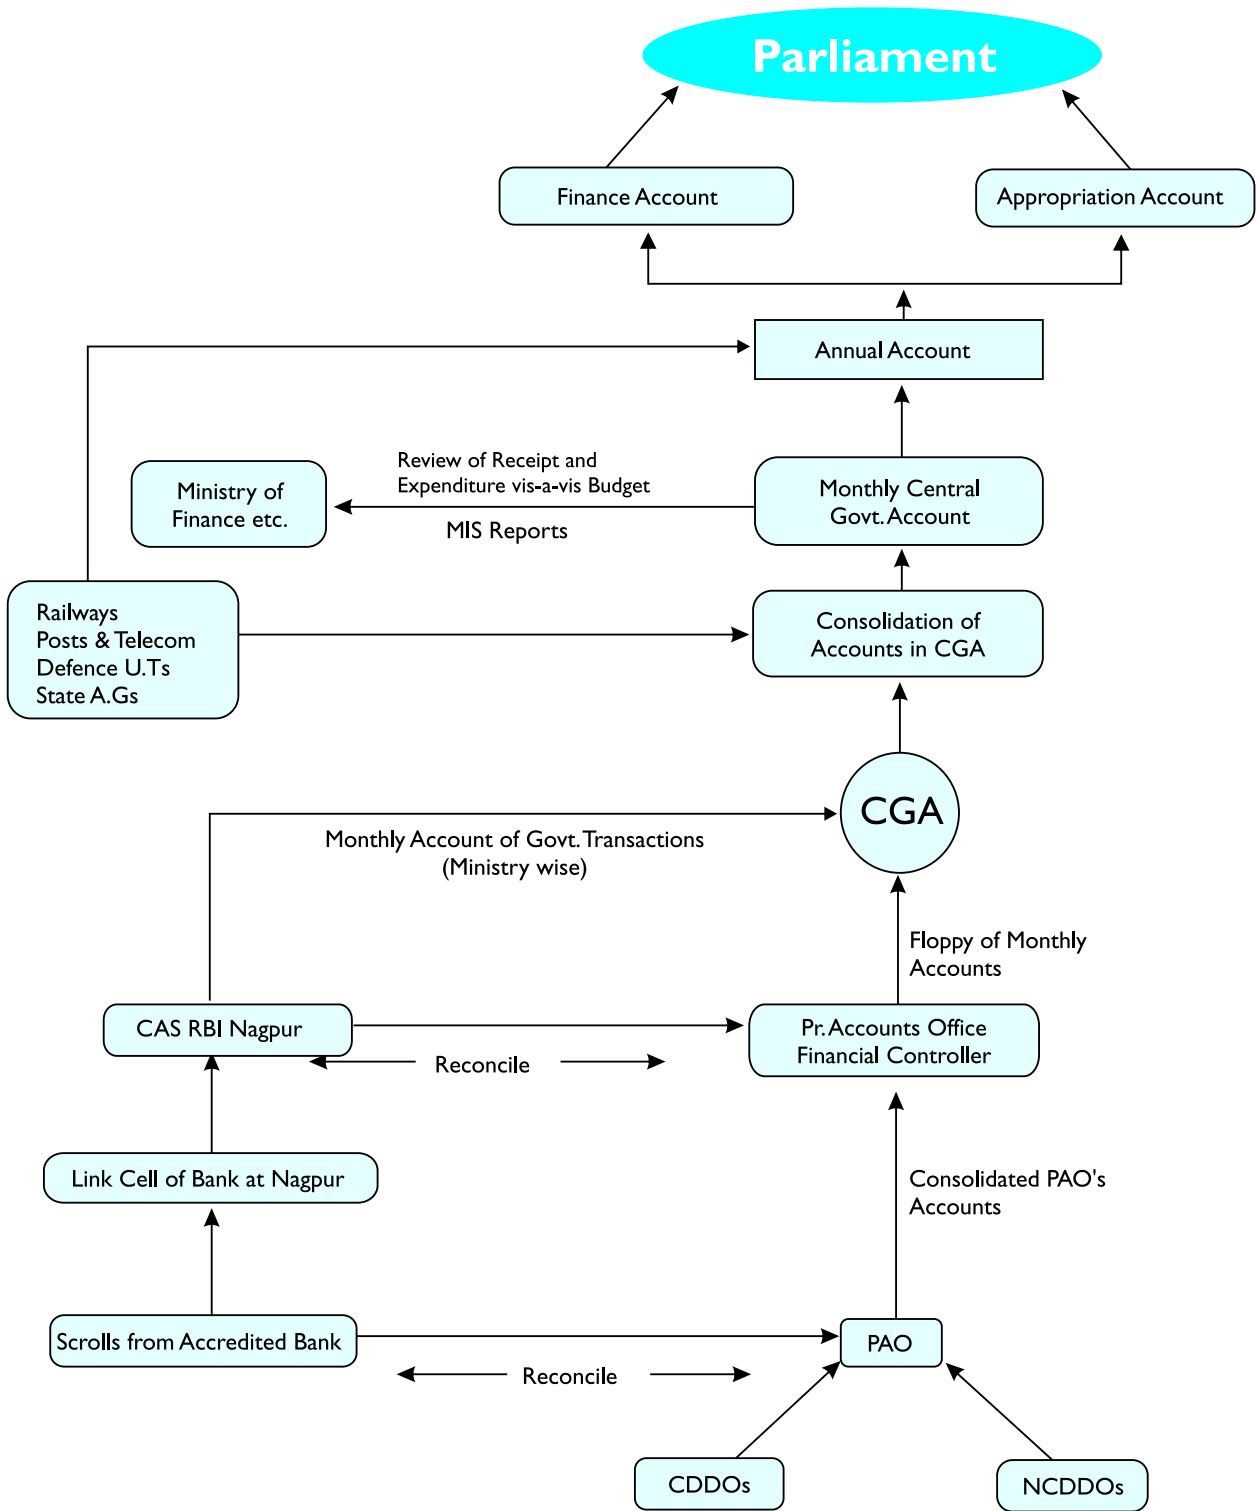 Parliament
Finance Account
Appropriation Account
Annual Account
Review of Receipt and
Expenditure vis-a-vis Budget
MIS Reports
Ministry of
Finance etc.
Monthly Central
Govt. Account
Railways
Posts & Telecom
Defence U.Ts
State A.Gs
Consolidation of
Accounts in CGA
CGA
Monthly Account of Govt. Transactions
(Ministry wise)
Floppy of Monthly
Accounts
CAS RBI Nagpur
Pr. Accounts Office
Financial Controller
Reconcile
Link Cell of Bank at Nagpur
Consolidated PAO's
Accounts
Scrolls from Accredited Bank
PAO
Reconcile
CDDOs
NCDDOs